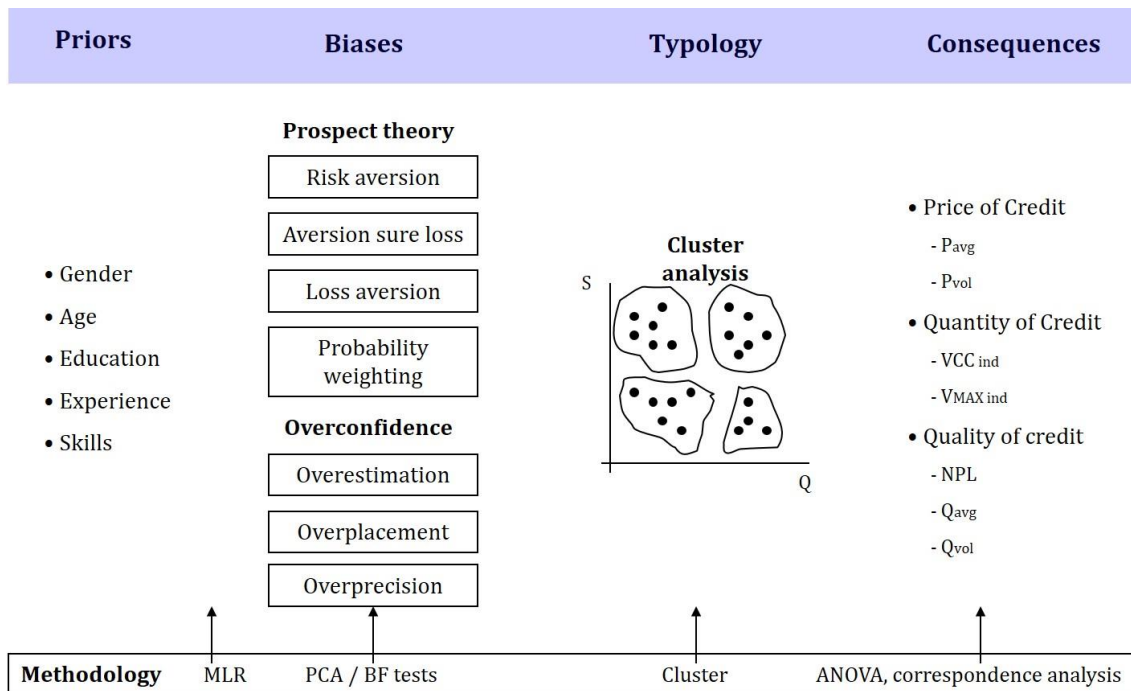 Priors Biases Typology Consequences
Prospect theory
Risk aversion
Aversion sure loss
Loss aversion
Probability
weighting
Overconfidence
Overestimation
Overplacement
Overprecision
• Gender
• Age
• Education
• Experience
• Skills
Cluster
analysis
S
Q
• Price of Credit
- Pavg
- Pvol
• Quantity of Credit
- VCC ind
- VMAX ind
• Quality of credit
- NPL
- Qavg
- Qvol
Methodology MLR PCA / BF tests Cluster ANOVA, correspondence analysis